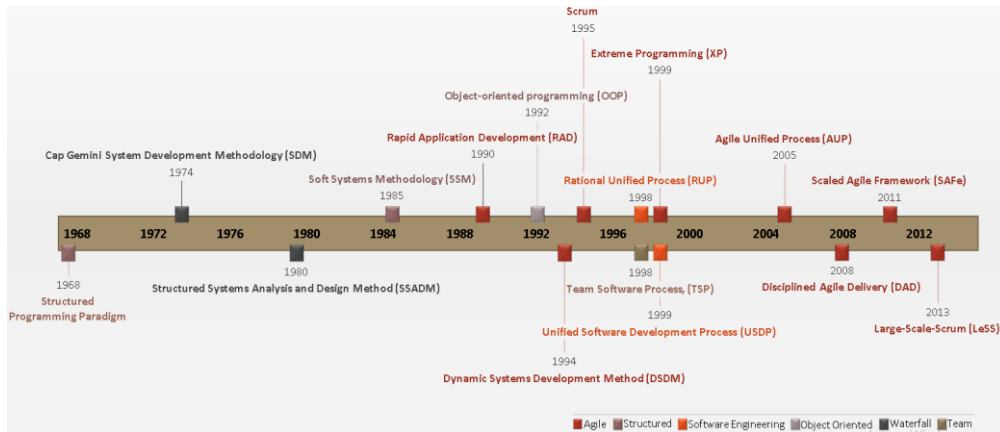 Scrum
1995
Extreme Programming (XP)
1999
Object-oriented programming (OOP)
1992
Rapid Application Development (RAD)
1990
Agile Unified Process (AUP)
2005
Cap Gemini System Development Methodology (SDM)
1974
Soft Systems Methodology (SSM)
1985
Rational Unified Process (RUP)
1998
Scaled Agile Framework (SAFe)
2011
1968 1972 1976 1980 1984 1988 1992 1996 2000 2004 2008 2012
1968
Structured
Programming Paradigm
1980
Structured Systems Analysis and Design Method (SSADM)
1998
Team Software Process, (TSP)
2008
Disciplined Agile Delivery (DAD)
1999
Unified Software Development Process (USDP)
2013
Large-Scale-Scrum (LeSS)
1994
Dynamic Systems Development Method (DSDM)
Agile Structured Software Engineering Object Oriented Waterfall Team